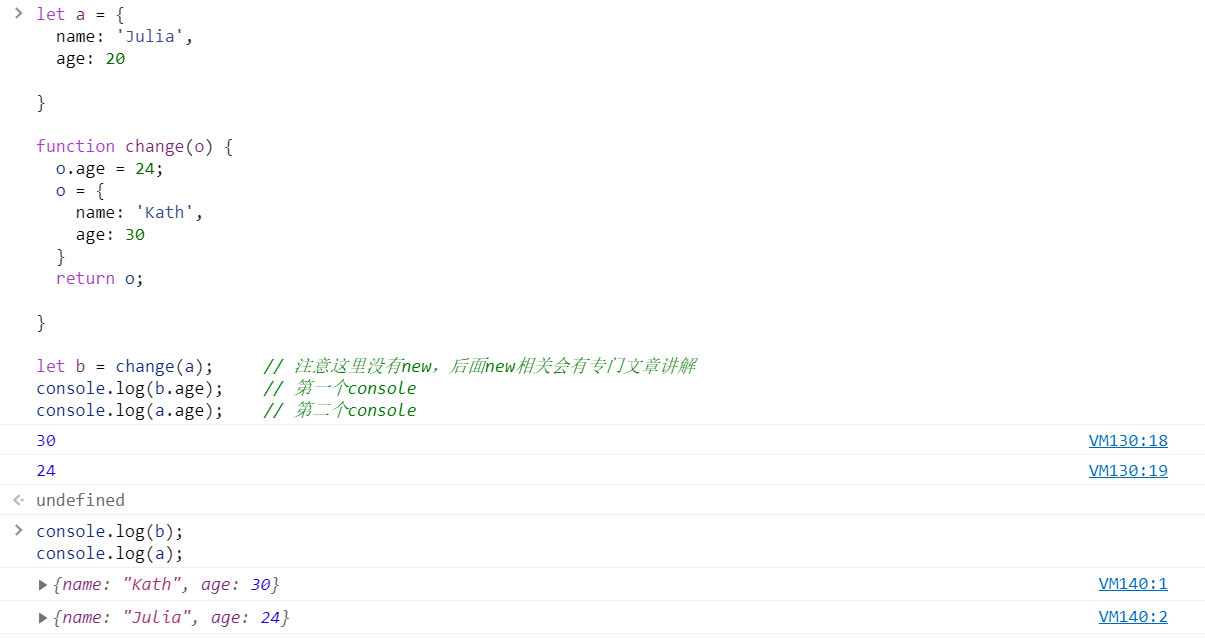 let a = {
  name: 'Julia',
  age: 20
}
function change(o) {
  o.age = 24;
  o = {
    name: 'Kath',
    age: 30
  }
  return o;
}
let b = change(a);     // 注意这里没有new，后面new相关会有专门文章讲解
console.log(b.age);    // 第一个console
console.log(a.age);    // 第二个console
30 VM130:18
24 VM130:19
undefined
console.log(b);
console.log(a);
{name: "Kath", age: 30} VM140:1
{name: "Julia", age: 24} VM140:2